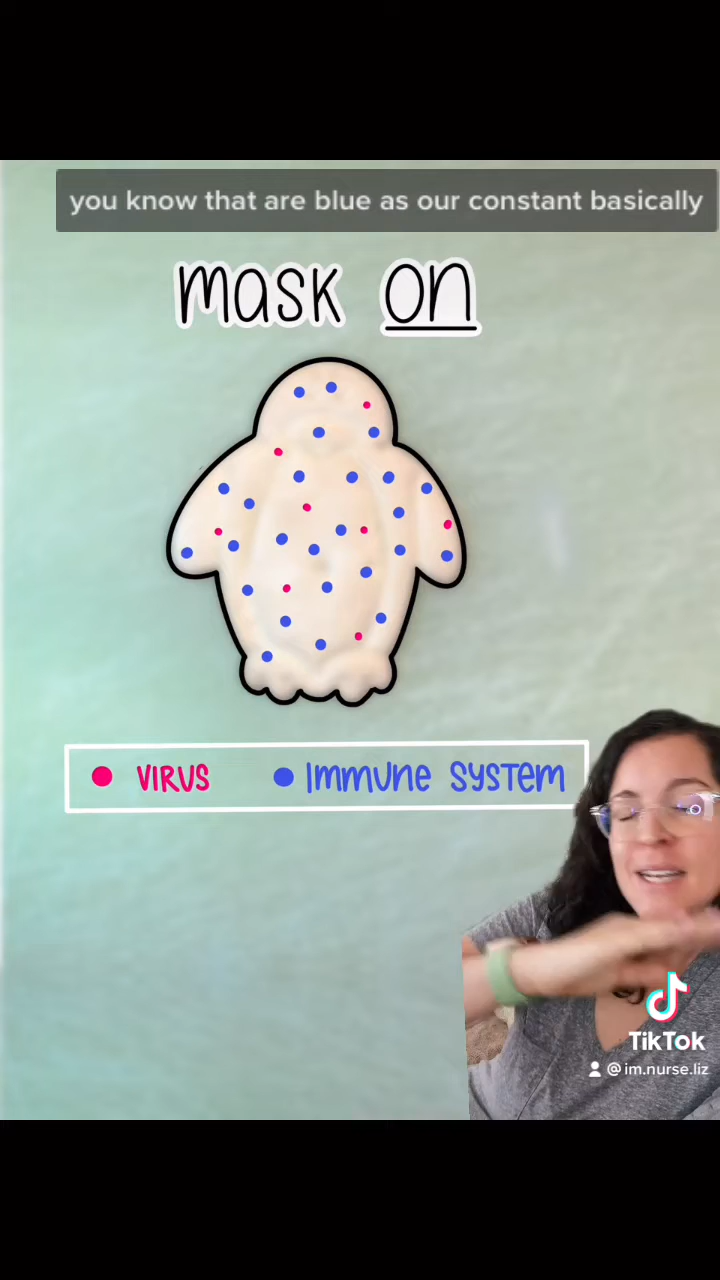 you know that are blue as our constant basically
mask on
VIRUS
Immune System
TikTok
@im.nurse.liz